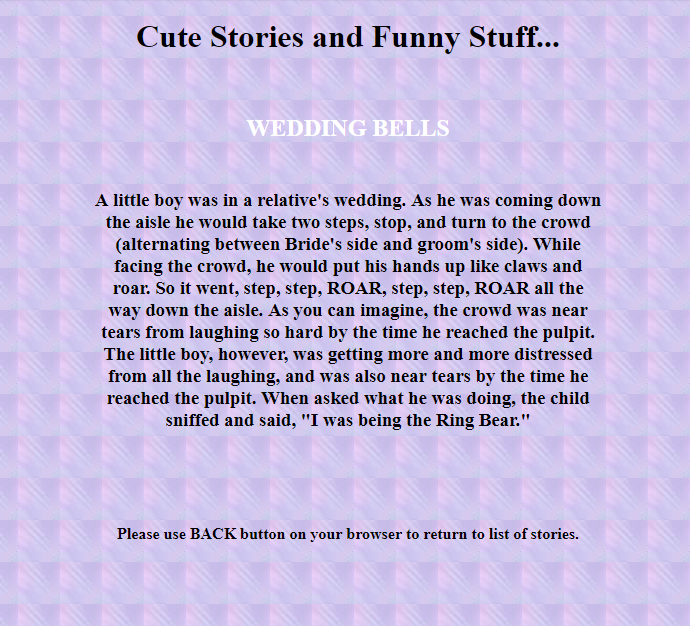 Cute Stories and Funny Stuff...
WEDDING BELLS
A little boy was in a relative's wedding. As he was coming down
the aisle he would take two steps, stop, and turn to the crowd
(alternating between Bride's side and groom's side). While
facing the crowd, he would put his hands up like claws and
roar. So it went, step, step, ROAR, step, step, ROAR all the
way down the aisle. As you can imagine, the crowd was near
tears from laughing so hard by the time he reached the pulpit.
The little boy, however, was getting more and more distressed
from all the laughing, and was also near tears by the time he
reached the pulpit. When asked what he was doing, the child
sniffed and said, "I was being the Ring Bear."
Please use BACK button on your browser to return to list of stories.